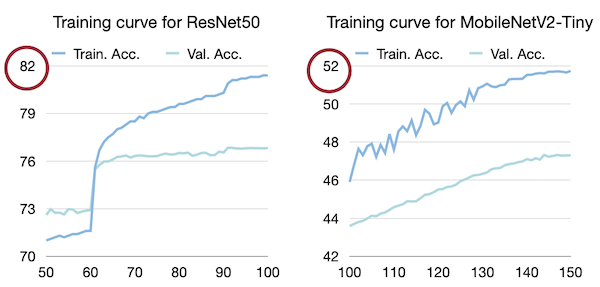 Training curve for ResNet50
Train. Acc. Val. Acc.
82
79
76
73
70
50 60 70 80 90 100
Training curve for MobileNetV2-Tiny
Train. Acc. Val. Acc.
52
50
48
46
44
42
100 110 120 130 140 150